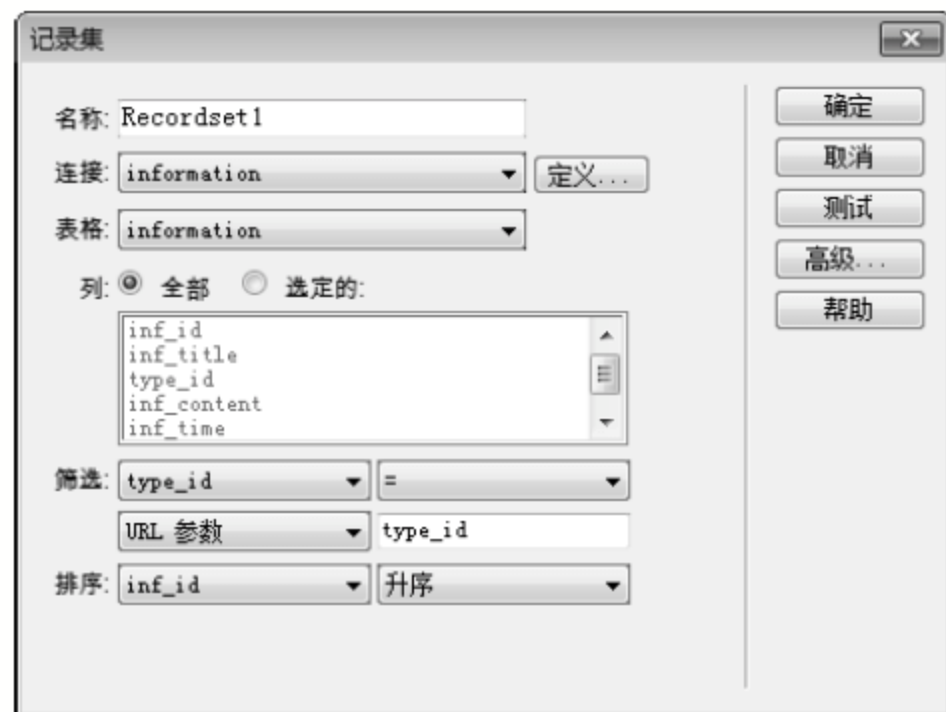 记录集
名称: Recordset1
连接: information 定义...
表格: information
列: 全部 选定的:
inf_id
inf_title
type_id
inf_content
inf_time
筛选: type_id =
URL 参数 type_id
排序: inf_id 升序
确定
取消
测试
高级...
帮助